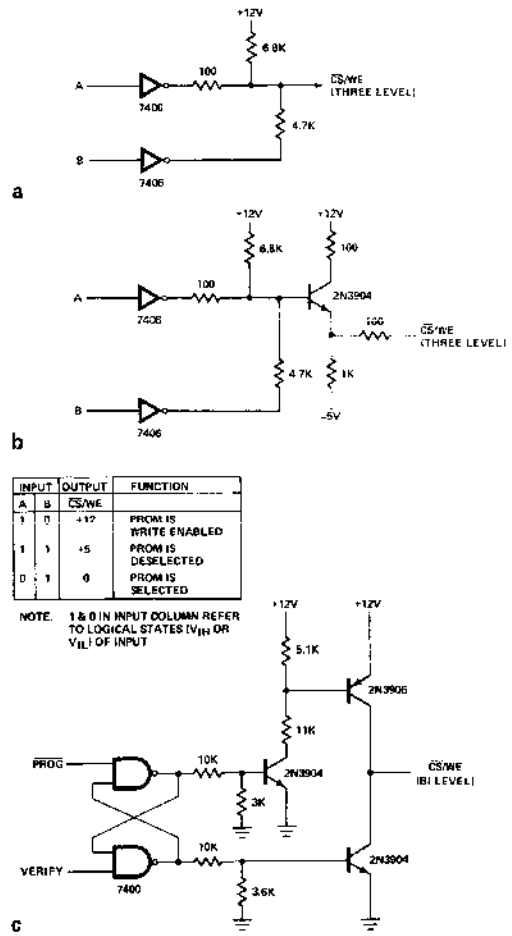 +12V
6.8K
100
A
7406
CS/WE
(THREE LEVEL)
4.7K
B
7406
a
+12V
+12V
6.8K
100
100
2N3904
A
7406
100
CS/WE
(THREE LEVEL)
4.7K
1K
B
7406
-5V
b
INPUT OUTPUT FUNCTION
A B CS/WE
1 0 +12 PROM IS
WRITE ENABLED
1 1 +5 PROM IS
DESELECTED
0 1 0 PROM IS
SELECTED
NOTE. 1 & 0 IN INPUT COLUMN REFER
TO LOGICAL STATES (VIH OR
VIL) OF INPUT
+12V
+12V
5.1K
2N3906
11K
PROG
10K
2N3904
CS/WE
(BI LEVEL)
3K
10K
2N3904
VERIFY
7400
3.6K
c